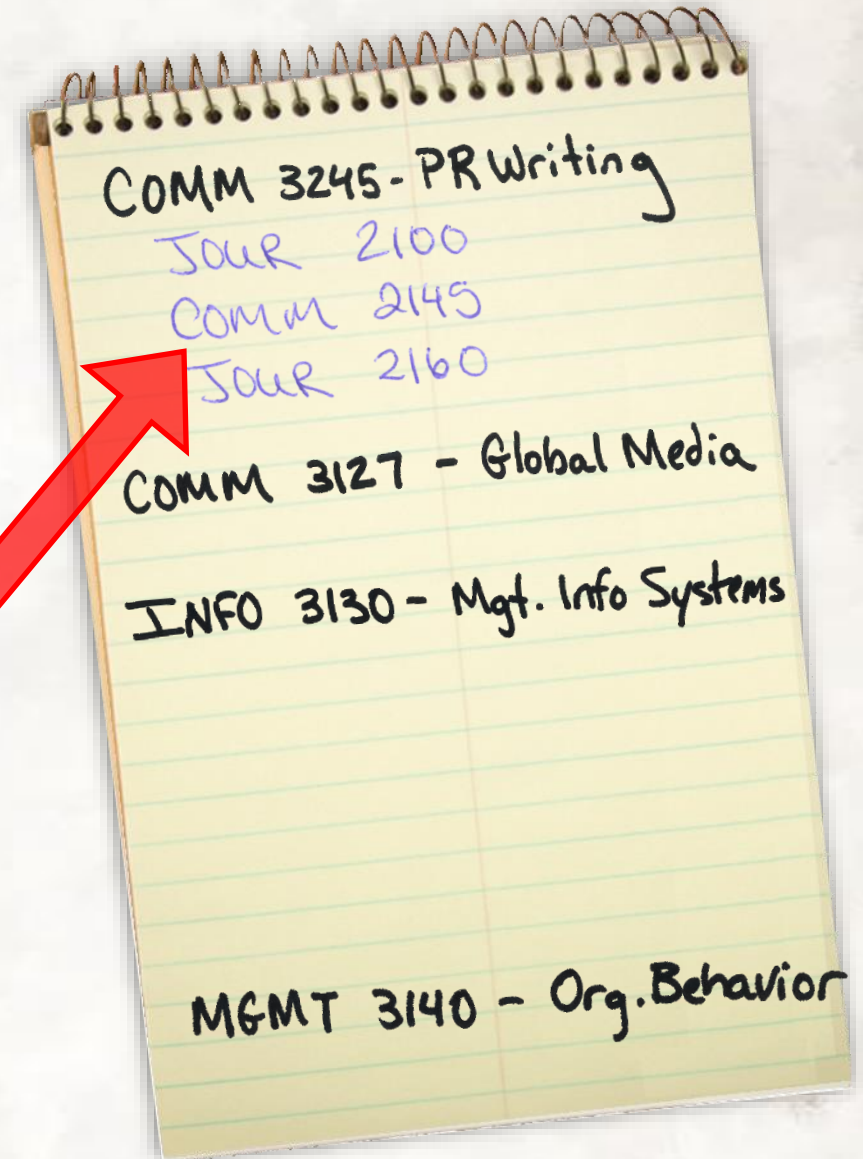 COMM 3245 - PR Writing
JOUR 2100
COMM 2145
JOUR 2160
COMM 3127 - Global Media
INFO 3130 - Mgt. Info Systems
MGMT 3140 - Org. Behavior